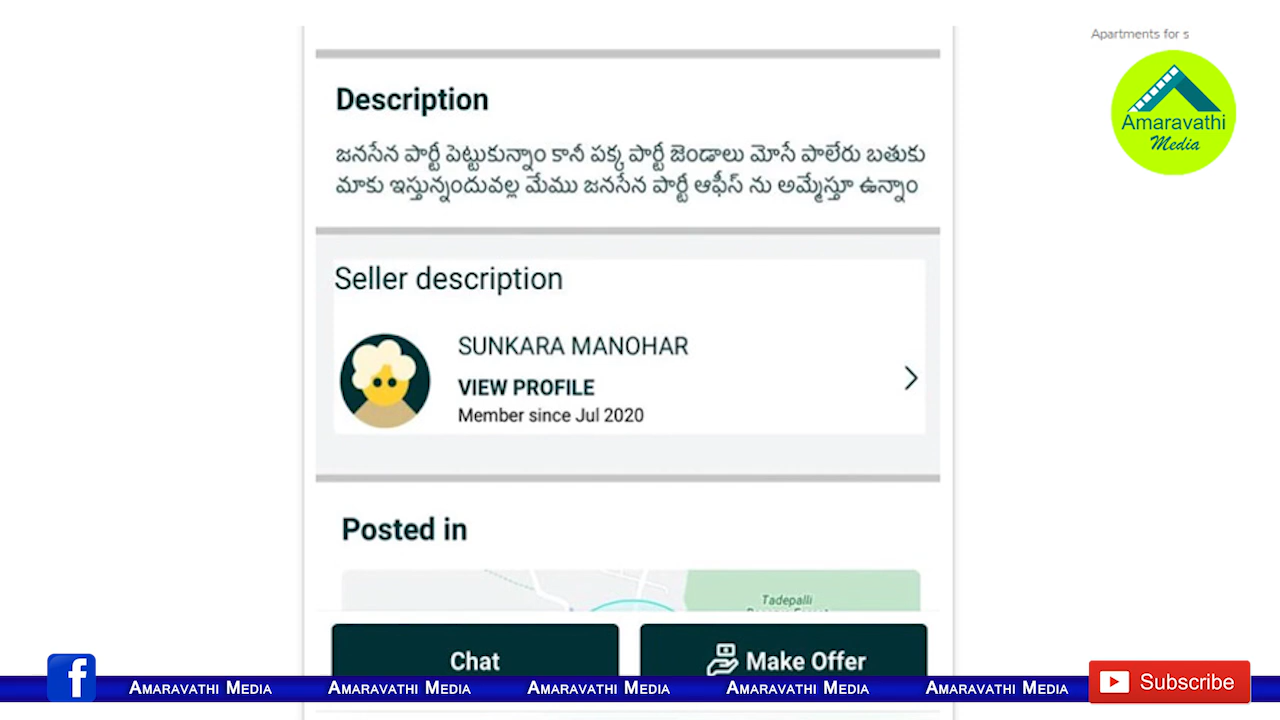 Apartments for s
Amaravathi
Media
Description
జనసేన పార్టీ పెట్టుకున్నాం కానీ పక్క పార్టీ జెండాలు మోసే పాలేరు బతుకు
మాకు ఇస్తున్నందువల్ల మేము జనసేన పార్టీ ఆఫీస్ ను అమ్మేస్తూ ఉన్నాం
Seller description
SUNKARA MANOHAR
VIEW PROFILE
Member since Jul 2020
Posted in
Tadepalli
Chat
Make Offer
f
Amaravathi Media Amaravathi Media Amaravathi Media Amaravathi Media Amaravathi Media
Subscribe